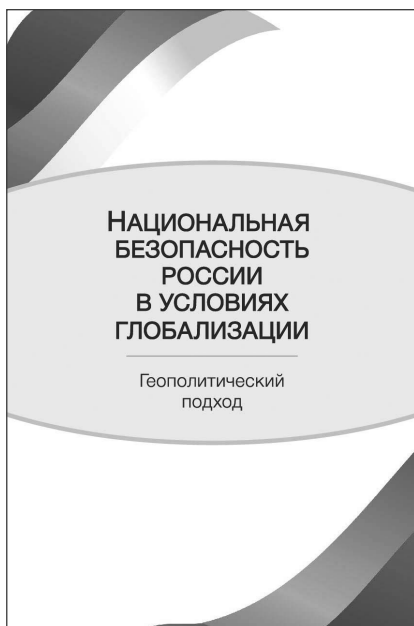 НАЦИОНАЛЬНАЯ
БЕЗОПАСНОСТЬ
РОССИИ
В УСЛОВИЯХ
ГЛОБАЛИЗАЦИИ
Геополитический
подход